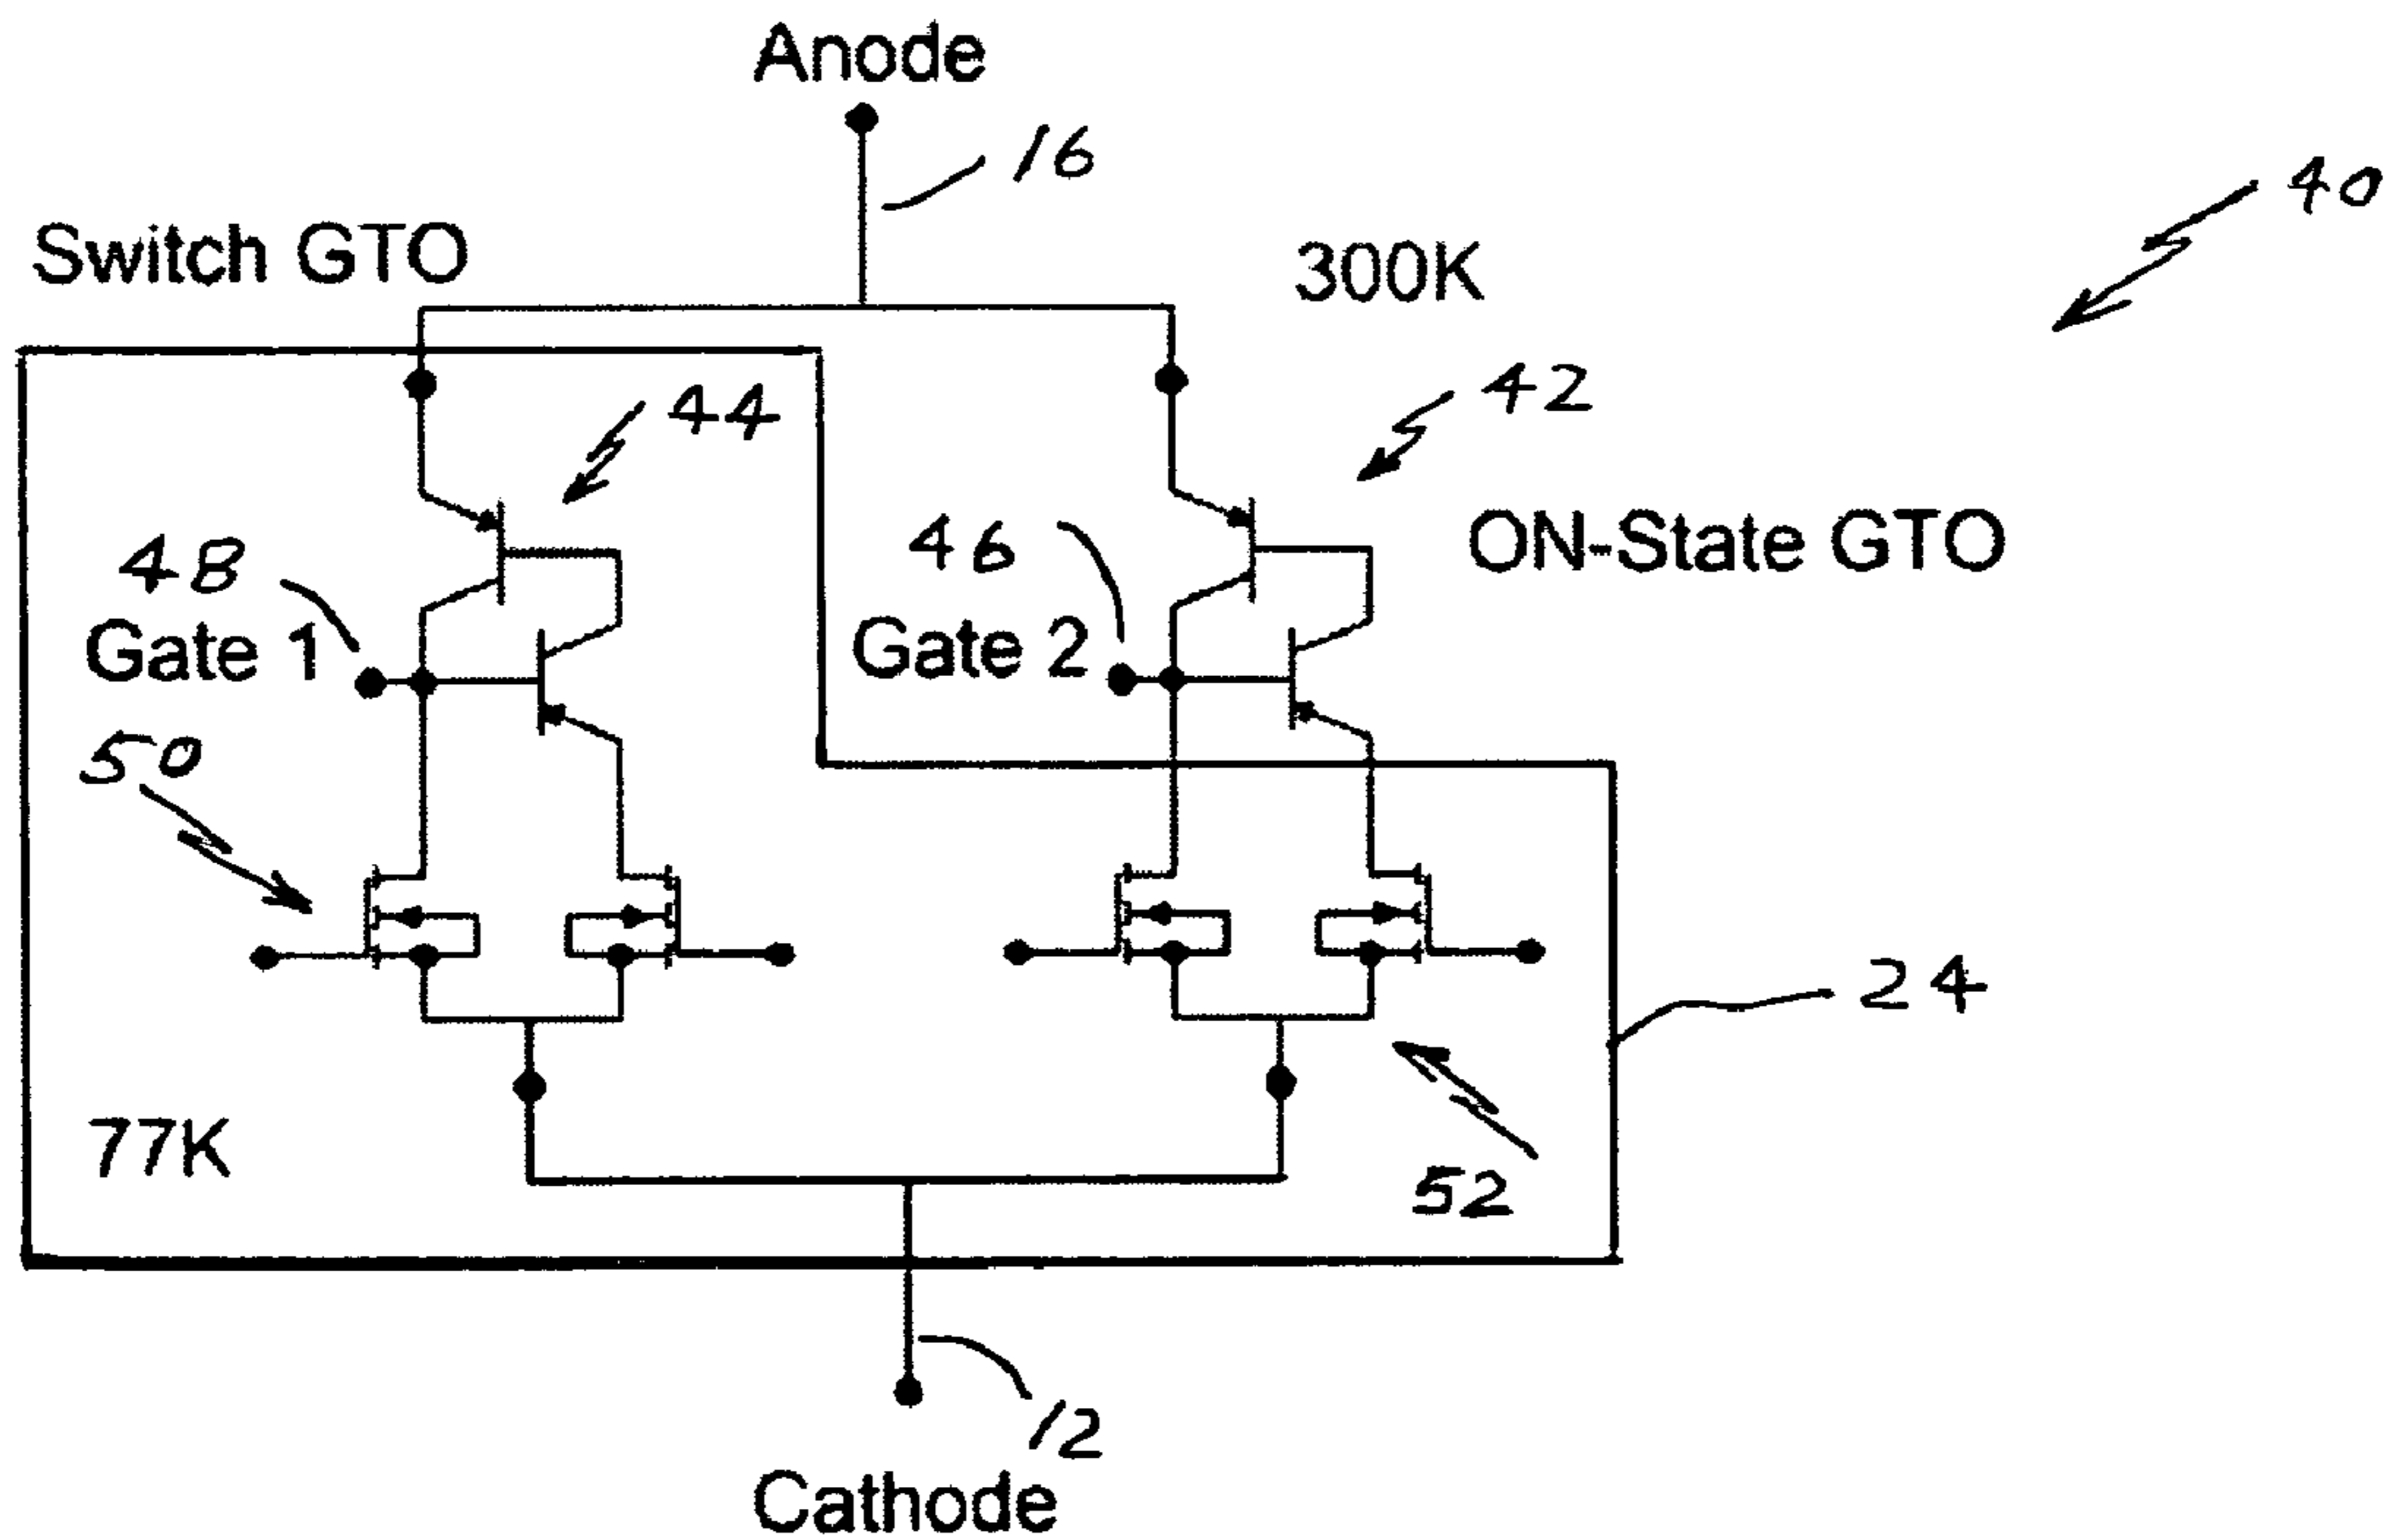 Anode
16
40
Switch GTO
300K
44
42
48
46
ON-State GTO
Gate 1
Gate 2
50
24
77K
52
12
Cathode